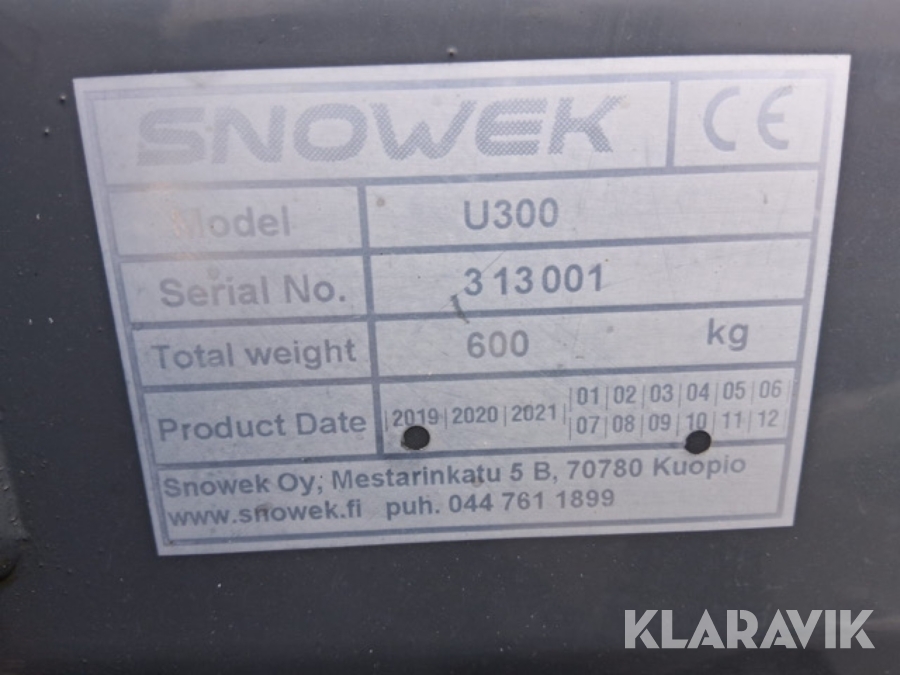 SNOWEK CE
Model U300
Serial No. 313001
Total weight 600 kg
Product Date |2019|2020|2021| |01|02|03|04|05|06
|07|08|09|10|11|12
Snowek Oy, Mestarinkatu 5 B, 70780 Kuopio
www.snowek.fi puh. 044 761 1899
KLARAVIK